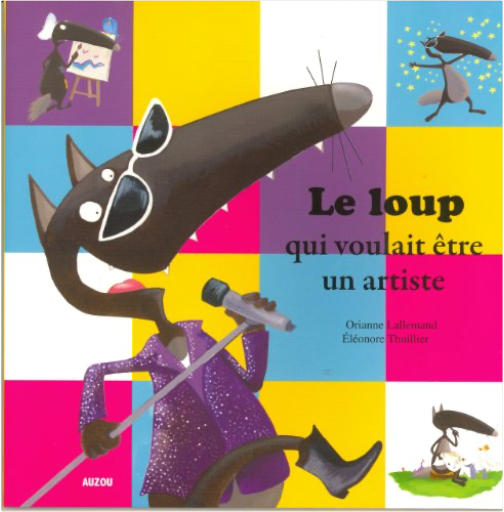 Le loup
qui voulait être
un artiste
Orianne Lallemand
Éléonore Thuillier
AUZOU